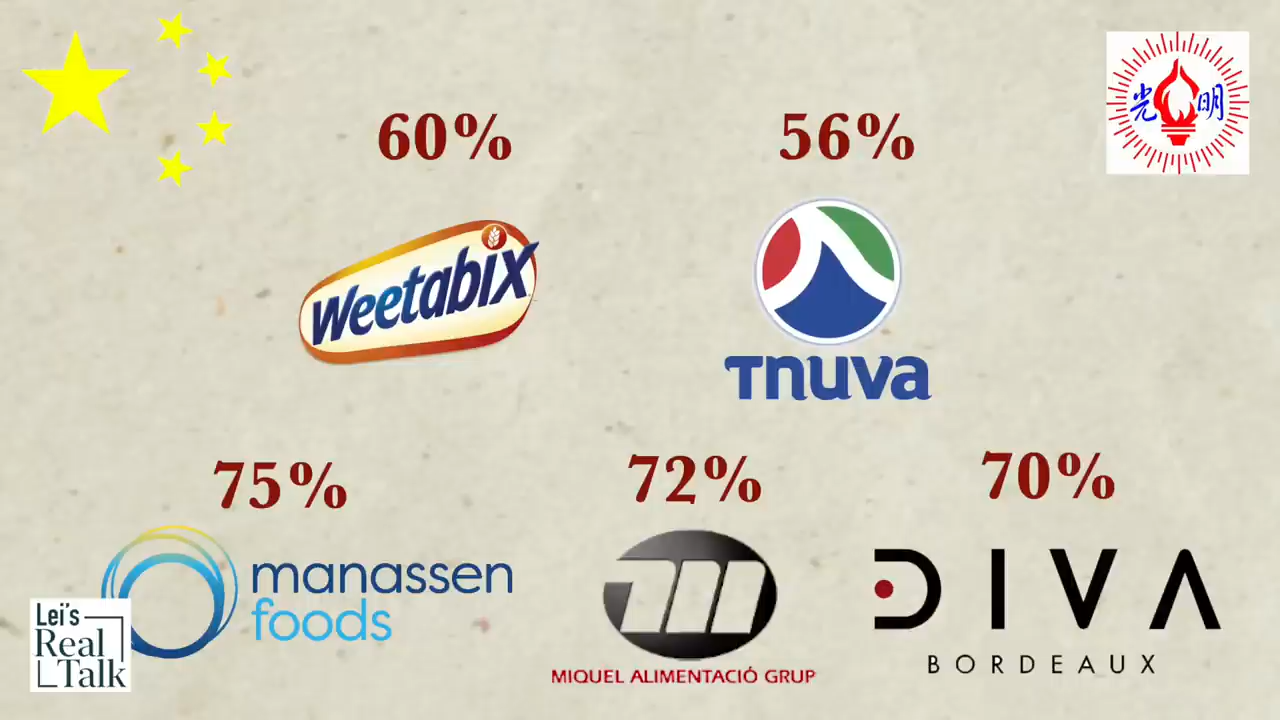 光明
60%
56%
Weetabix
Tnuva
75%
72%
70%
manassen
foods
DIVA
BORDEAUX
MIQUEL ALIMENTACIÓ GRUP
Lei's
Real
Talk